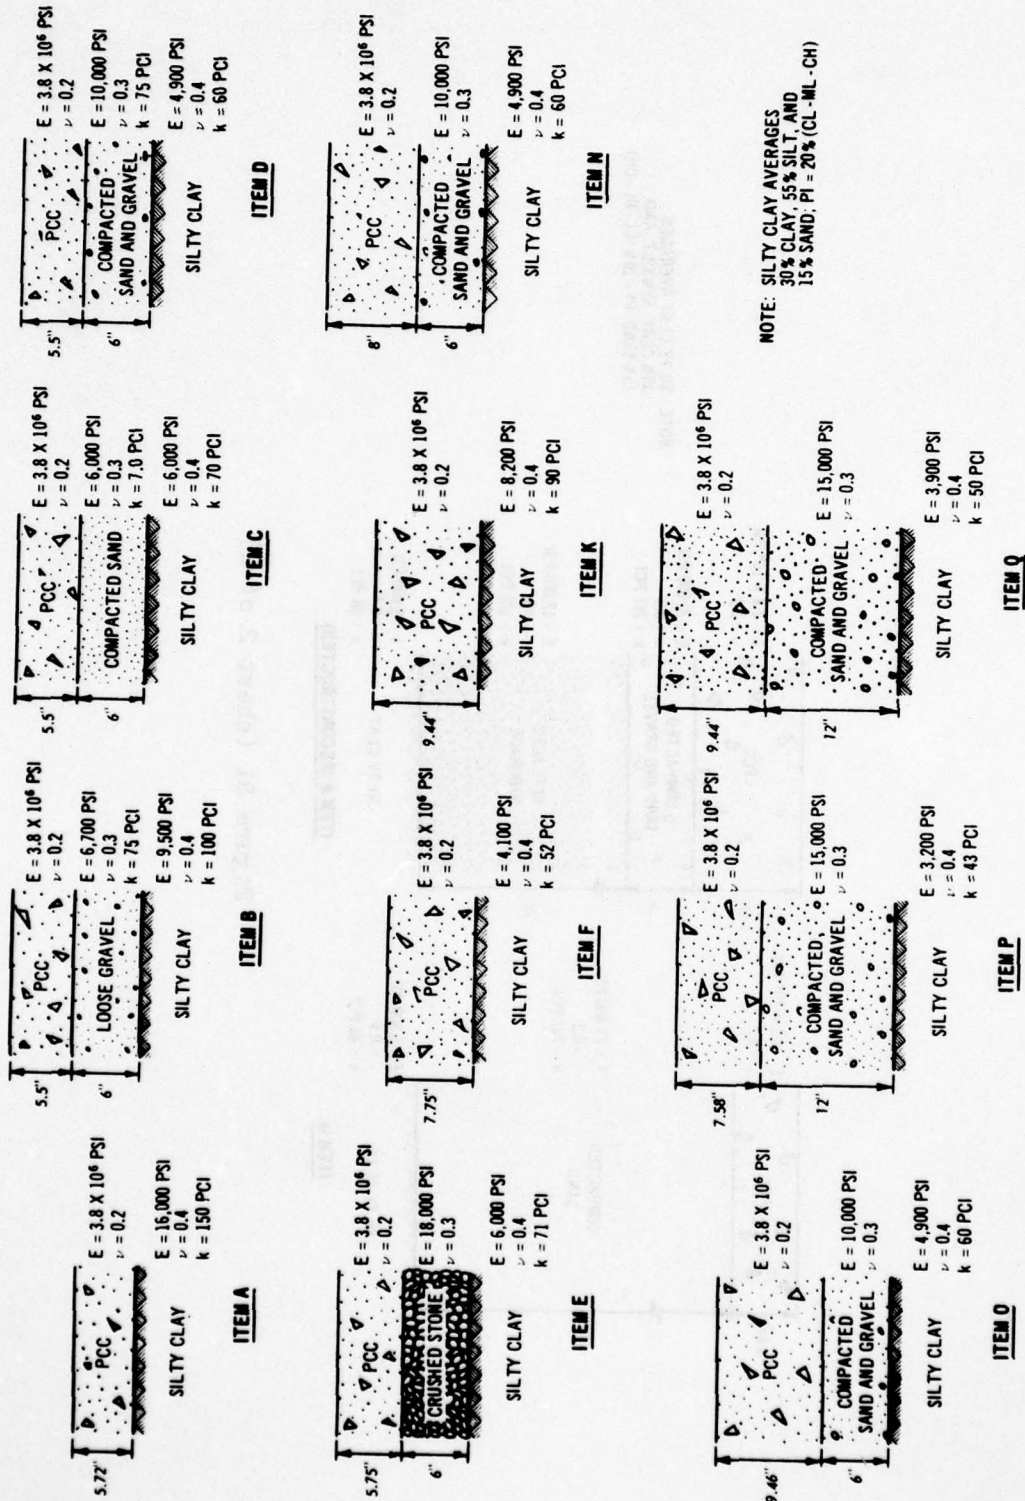 5.72"
PCC
E = 3.8 X 10⁶ PSI
ν = 0.2
SILTY CLAY
E = 16,000 PSI
ν = 0.4
k = 150 PCI
ITEM A
5.5"
6"
PCC
LOOSE GRAVEL
E = 3.8 X 10⁶ PSI
ν = 0.2
E = 6,700 PSI
ν = 0.3
k = 75 PCI
SILTY CLAY
E = 9,500 PSI
ν = 0.4
k = 100 PCI
ITEM B
5.5"
6"
PCC
COMPACTED SAND
E = 3.8 X 10⁶ PSI
ν = 0.2
E = 6,000 PSI
ν = 0.3
k = 7.0 PCI
SILTY CLAY
E = 6,000 PSI
ν = 0.4
k = 70 PCI
ITEM C
5.5"
6"
PCC
COMPACTED
SAND AND GRAVEL
E = 3.8 X 10⁶ PSI
ν = 0.2
E = 10,000 PSI
ν = 0.3
k = 75 PCI
SILTY CLAY
E = 4,900 PSI
ν = 0.4
k = 60 PCI
ITEM D
5.75"
6"
PCC
CRUSHED STONE
E = 3.8 X 10⁶ PSI
ν = 0.2
E = 18,000 PSI
ν = 0.3
SILTY CLAY
E = 6,000 PSI
ν = 0.4
k = 71 PCI
ITEM E
7.75"
PCC
E = 3.8 X 10⁶ PSI
ν = 0.2
SILTY CLAY
E = 4,100 PSI
ν = 0.4
k = 52 PCI
ITEM F
9.44"
PCC
E = 3.8 X 10⁶ PSI
ν = 0.2
SILTY CLAY
E = 8,200 PSI
ν = 0.4
k = 90 PCI
ITEM K
8"
6"
PCC
COMPACTED
SAND AND GRAVEL
E = 3.8 X 10⁶ PSI
ν = 0.2
E = 10,000 PSI
ν = 0.3
SILTY CLAY
E = 4,900 PSI
ν = 0.4
k = 60 PCI
ITEM N
9.46"
6"
PCC
COMPACTED
SAND AND GRAVEL
E = 3.8 X 10⁶ PSI
ν = 0.2
E = 10,000 PSI
ν = 0.3
SILTY CLAY
E = 4,900 PSI
ν = 0.4
k = 60 PCI
ITEM O
7.58"
12"
PCC
COMPACTED
SAND AND GRAVEL
E = 3.8 X 10⁶ PSI
ν = 0.2
E = 15,000 PSI
ν = 0.3
SILTY CLAY
E = 3,200 PSI
ν = 0.4
k = 43 PCI
ITEM P
9.44"
12"
PCC
COMPACTED
SAND AND GRAVEL
E = 3.8 X 10⁶ PSI
ν = 0.2
E = 15,000 PSI
ν = 0.3
SILTY CLAY
E = 3,900 PSI
ν = 0.4
k = 50 PCI
ITEM Q
NOTE: SILTY CLAY AVERAGES
30% CLAY, 55% SILT, AND
15% SAND; PI = 20% (CL-ML-CH)